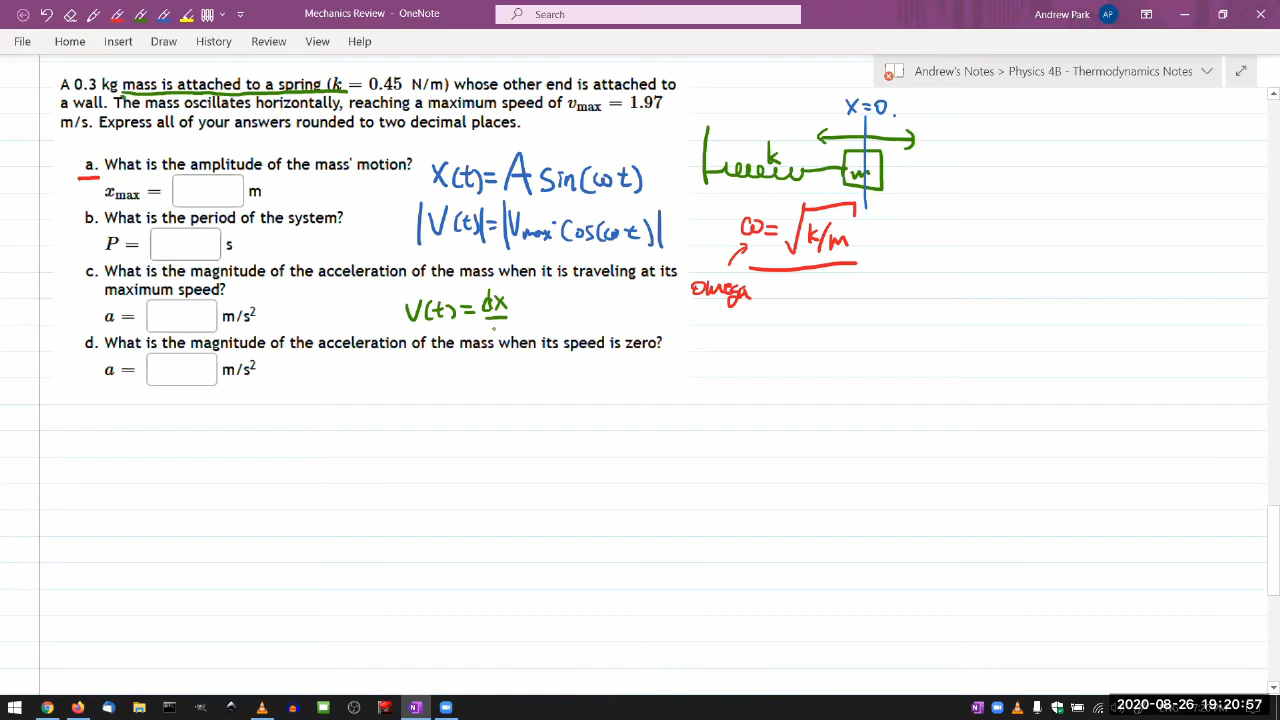 Mechanics Review - OneNote
Search
Andrew Park
AP
File Home Insert Draw History Review View Help
Andrew's Notes > Physic 4B - Thermodynamic Notes
A 0.3 kg mass is attached to a spring (k = 0.45 N/m) whose other end is attached to
a wall. The mass oscillates horizontally, reaching a maximum speed of vmax = 1.97
m/s. Express all of your answers rounded to two decimal places.
a. What is the amplitude of the mass' motion?
xmax = m
b. What is the period of the system?
P = s
c. What is the magnitude of the acceleration of the mass when it is traveling at its
maximum speed?
a = m/s²
d. What is the magnitude of the acceleration of the mass when its speed is zero?
a = m/s²
X(t)= A Sin(ωt)
|V(t)|=|Vmax·Cos(ωt)|
V(t)= dx
X=0.
k
m
ω=√k/m
Omega
2020-08-26 19:20:57